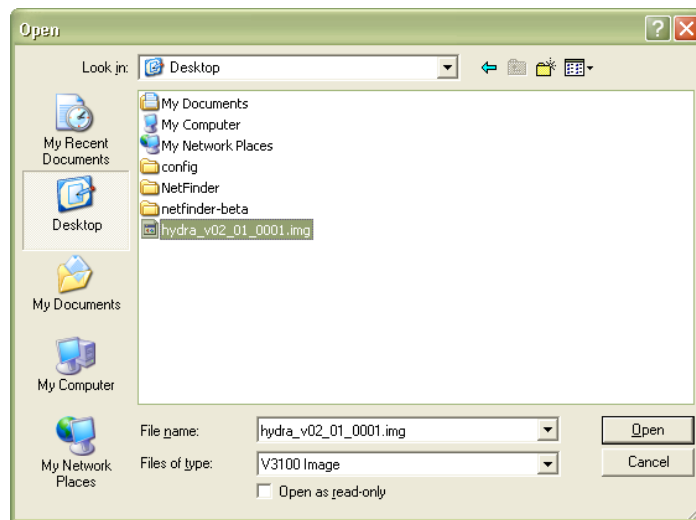 Open
Look in:
Desktop
My Documents
My Computer
My Network Places
config
NetFinder
netfinder-beta
hydra_v02_01_0001.img
My Recent
Documents
Desktop
My Documents
My Computer
My Network
Places
File name:
hydra_v02_01_0001.img
Open
Files of type:
V3100 Image
Cancel
Open as read-only